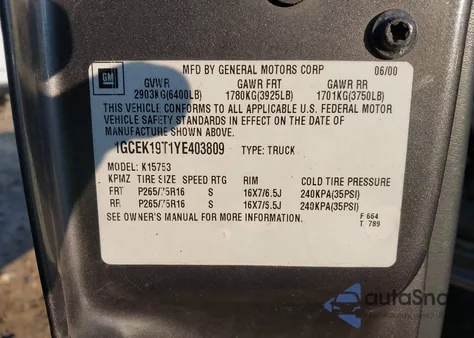 GM
MFD BY GENERAL MOTORS CORP 06/00
GVWR GAWR FRT GAWR RR
2903KG(6400LB) 1780KG(3925LB) 1701KG(3750LB)
THIS VEHICLE CONFORMS TO ALL APPLICABLE U.S. FEDERAL MOTOR
VEHICLE SAFETY STANDARDS IN EFFECT ON THE DATE OF
MANUFACTURE SHOWN ABOVE.
1GCEK19T1YE403809 TYPE: TRUCK
MODEL: K15753
KPMZ TIRE SIZE SPEED RTG RIM COLD TIRE PRESSURE
FRT P265/75R16 S 16X7/6.5J 240KPA(35PSI)
RR P265/75R16 S 16X7/6.5J 240KPA(35PSI)
SEE OWNER'S MANUAL FOR MORE INFORMATION.
F 664
T 789